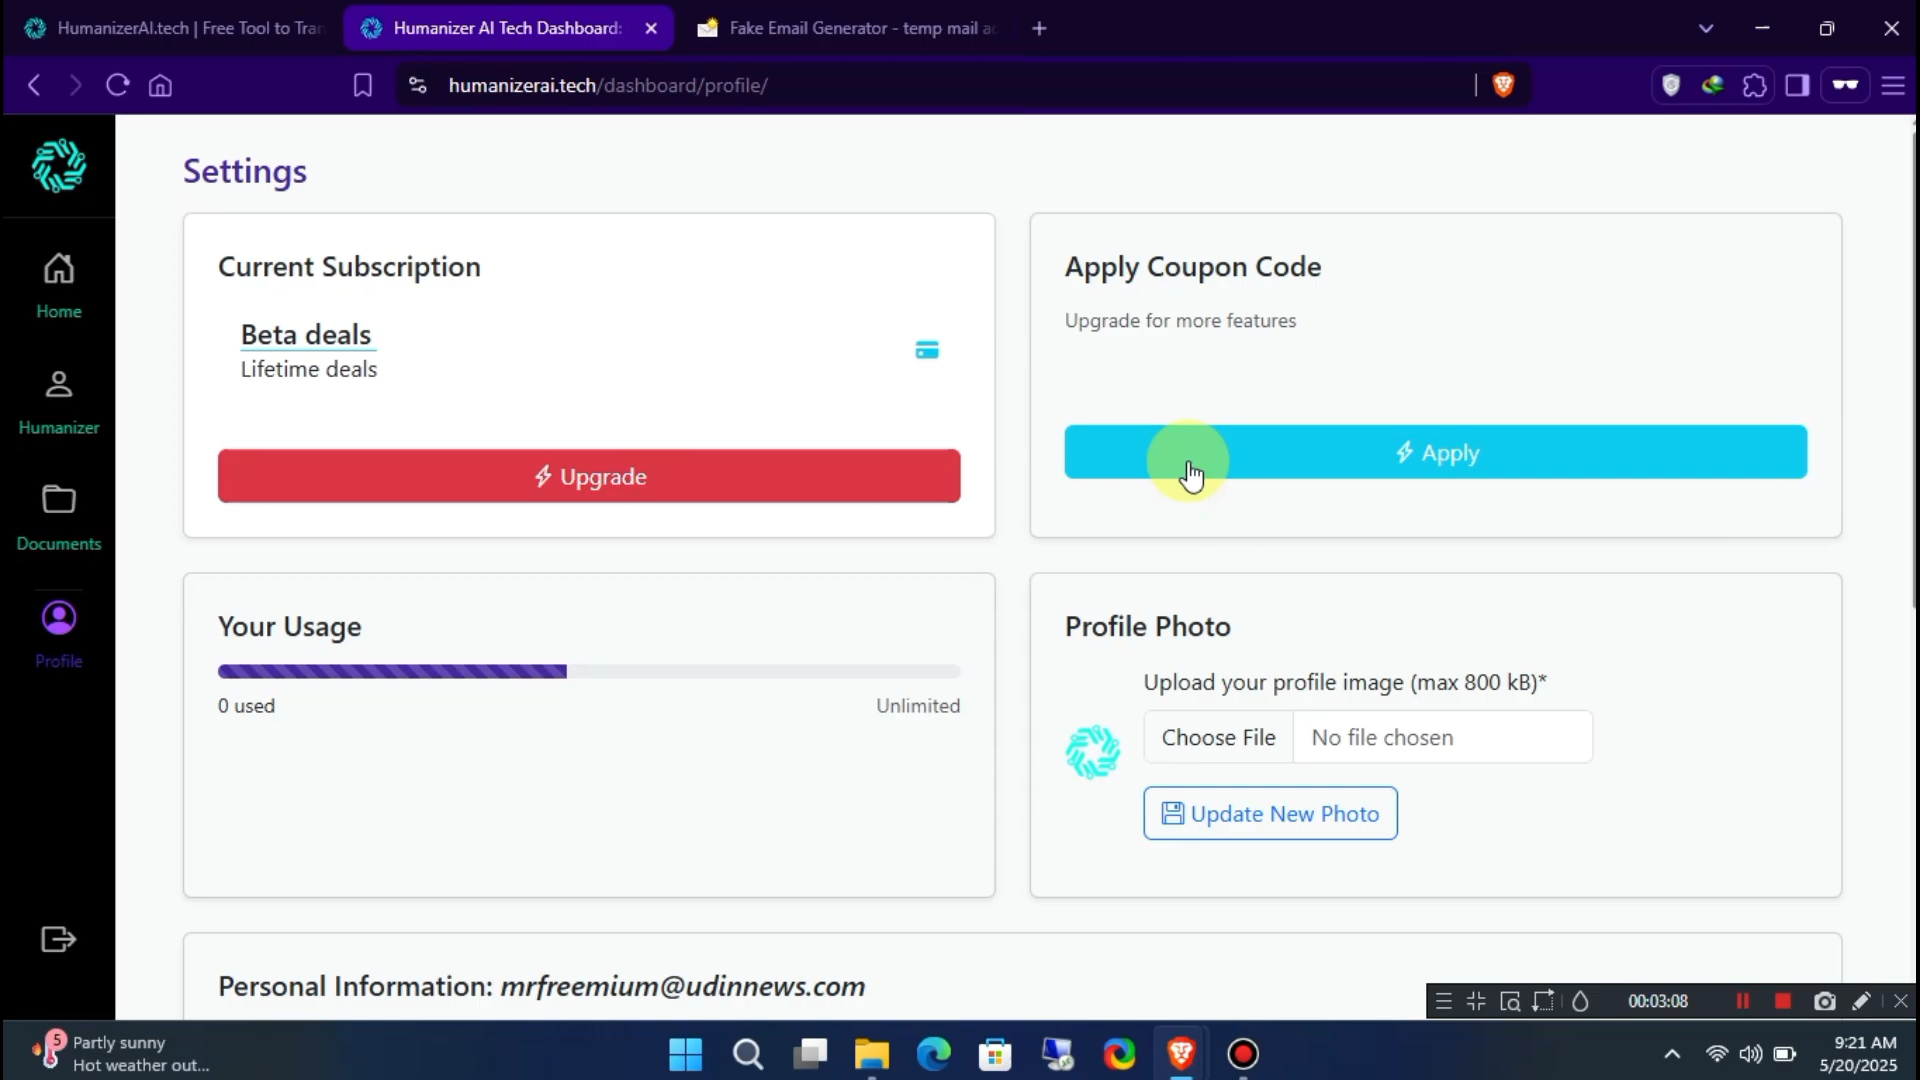 HumanizerAI.tech | Free Tool to Tran
Humanizer AI Tech Dashboard:
Fake Email Generator - temp mail ad
humanizerai.tech/dashboard/profile/
Settings
Current Subscription
Beta deals
Lifetime deals
Upgrade
Apply Coupon Code
Upgrade for more features
Apply
Home
Humanizer
Documents
Profile
Your Usage
0 used
Unlimited
Profile Photo
Upload your profile image (max 800 kB)*
Choose File
No file chosen
Update New Photo
Personal Information: mrfreemium@udinnews.com
00:03:08
5
Partly sunny
Hot weather out...
9:21 AM
5/20/2025